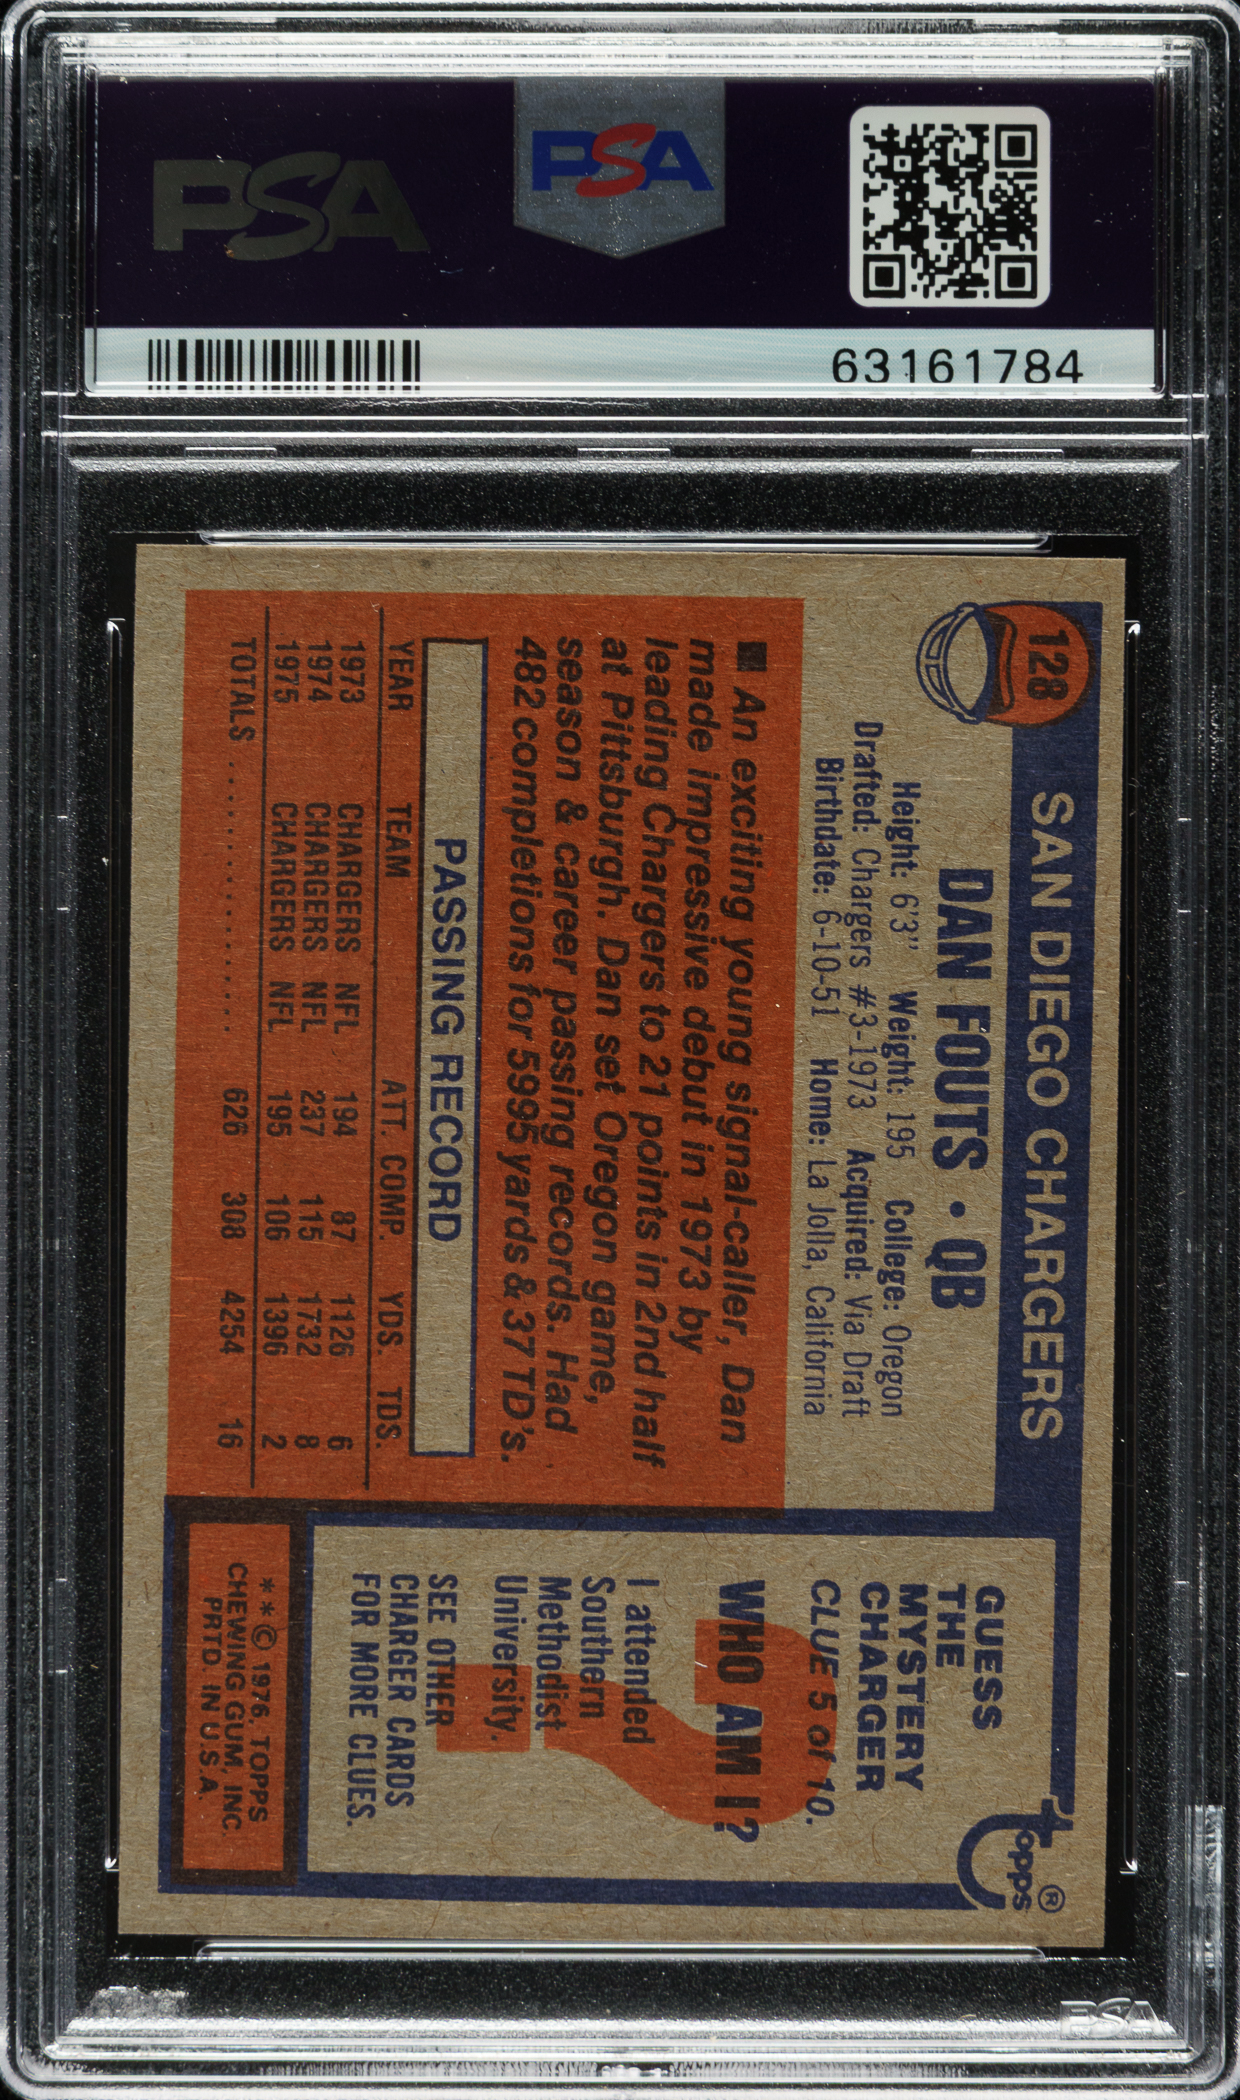 PSA
PSA
63161784
128
SAN DIEGO CHARGERS
DAN FOUTS • QB
Height: 6'3" Weight: 195 College: Oregon
Drafted: Chargers #3-1973 Acquired: Via Draft
Birthdate: 6-10-51 Home: La Jolla, California
■ An exciting young signal-caller, Dan
made impressive debut in 1973 by
leading Chargers to 21 points in 2nd half
at Pittsburgh. Dan set Oregon game,
season & career passing records. Had
482 completions for 5995 yards & 37 TD's.
PASSING RECORD
YEAR TEAM ATT. COMP. YDS. TDS.
1973 CHARGERS NFL 194 87 1126 6
1974 CHARGERS NFL 237 115 1732 8
1975 CHARGERS NFL 195 106 1396 2
TOTALS .................... 626 308 4254 16
topps®
GUESS
THE
MYSTERY
CHARGER
CLUE 5 of 10.
WHO AM I?
I attended
Southern
Methodist
University.
SEE OTHER
CHARGER CARDS
FOR MORE CLUES.
**© 1976, TOPPS
CHEWING GUM, INC.
PRTD. IN U.S.A.
PSA